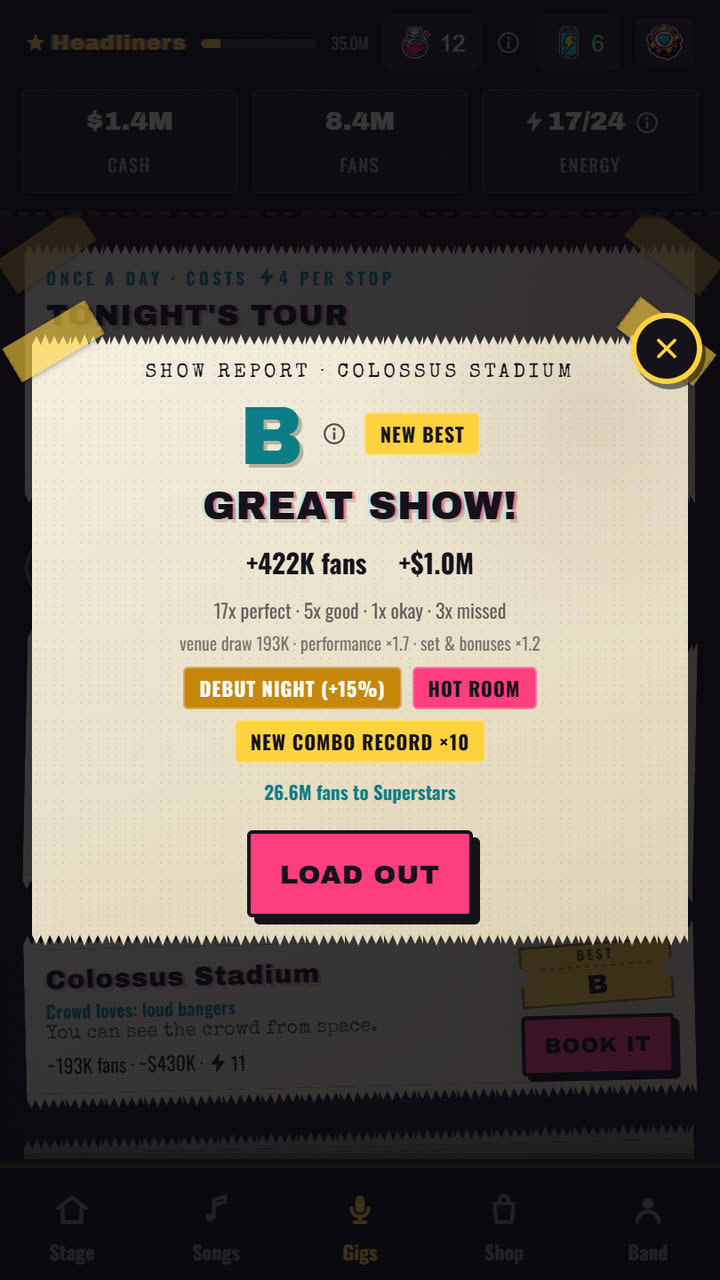 Headliners 35.0M 12 6
$1.4M 8.4M 17/24
CASH FANS ENERGY
ONCE A DAY · COSTS 4 PER STOP
TONIGHT'S TOUR
SHOW REPORT · COLOSSUS STADIUM
B NEW BEST
GREAT SHOW!
+422K fans +$1.0M
17x perfect · 5x good · 1x okay · 3x missed
venue draw 193K · performance ×1.7 · set & bonuses ×1.2
DEBUT NIGHT (+15%) HOT ROOM
NEW COMBO RECORD ×10
26.6M fans to Superstars
LOAD OUT
Colossus Stadium
Crowd loves: loud bangers
You can see the crowd from space.
~193K fans · ~$430K · 11
BEST
B
BOOK IT
Stage Songs Gigs Shop Band